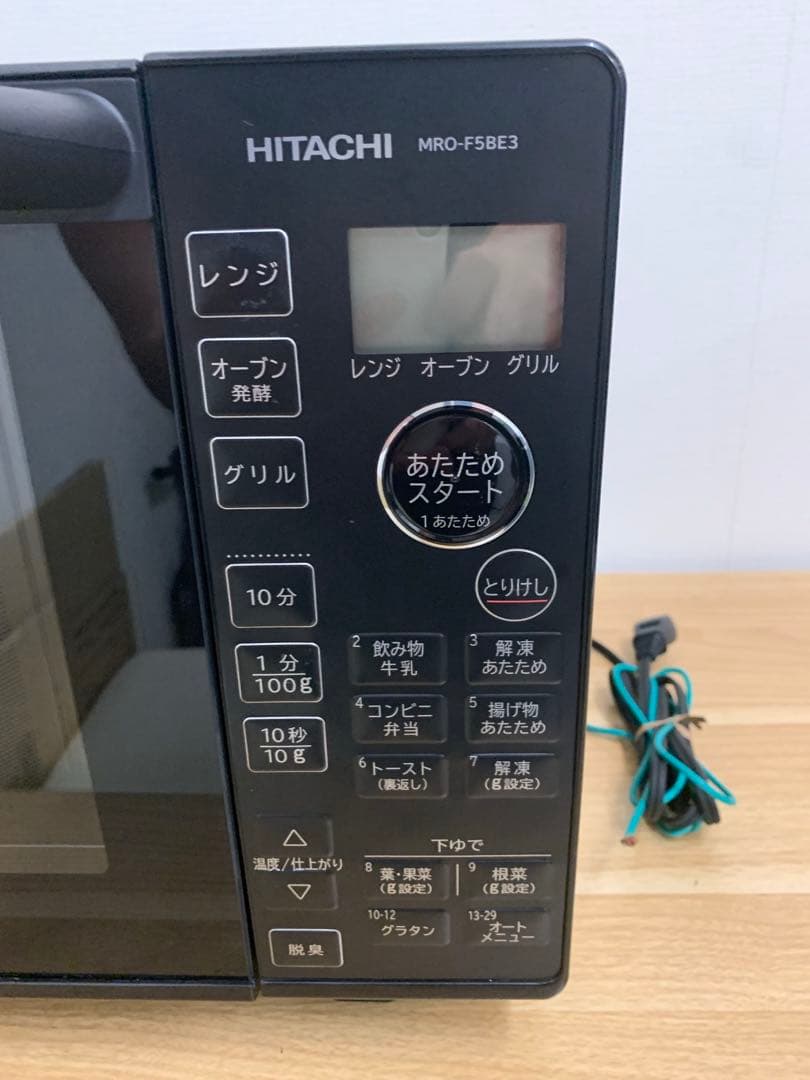 HITACHI MRO-F5BE3
レンジ
オーブン
発酵
グリル
レンジ オーブン グリル
あたため
スタート
1あたため
とりけし
10分
1分
100g
10秒
10g
2 飲み物
牛乳
3 解凍
あたため
4 コンビニ
弁当
5 揚げ物
あたため
6 トースト
(裏返し)
7 解凍
(g設定)
温度/仕上がり
下ゆで
8 葉・果菜
(g設定)
9 根菜
(g設定)
脱臭
10-12
グラタン
13-29
オート
メニュー